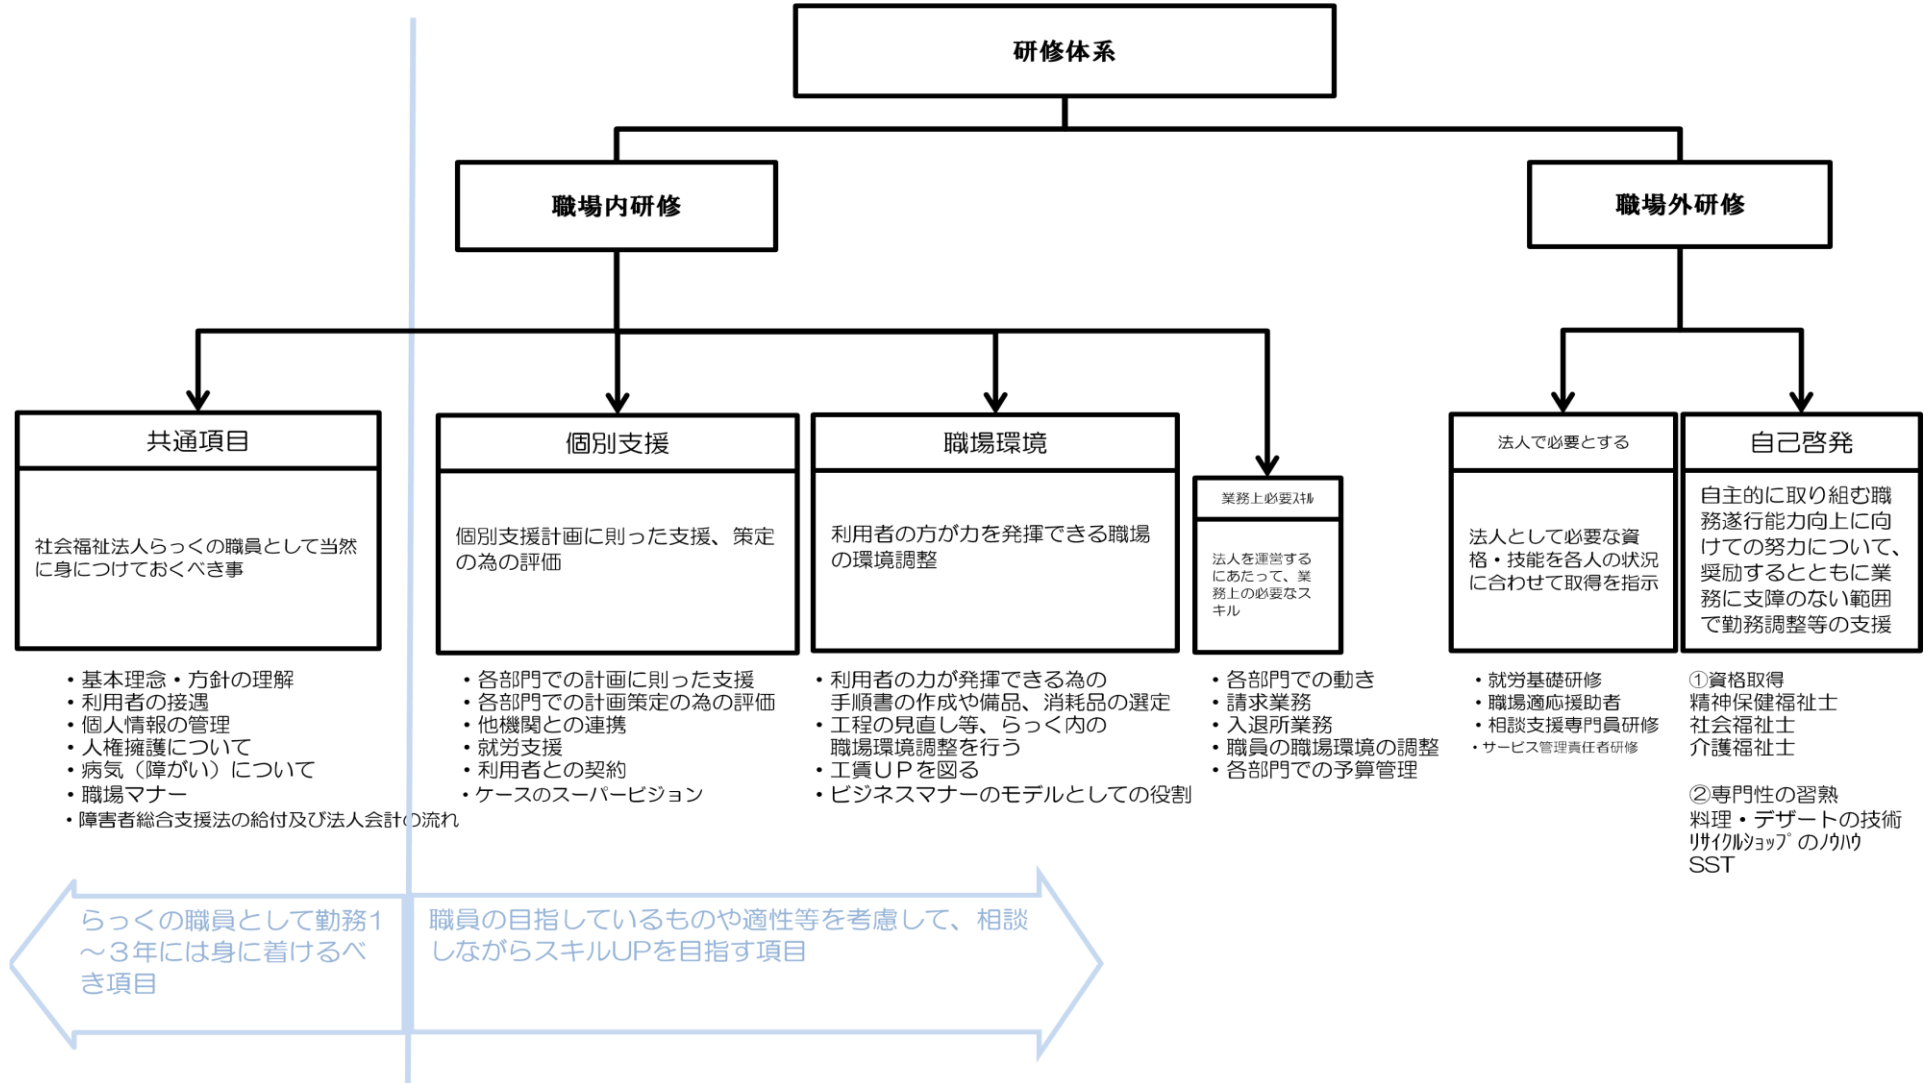 研修体系
職場内研修
職場外研修
共通項目
社会福祉法人らっくの職員として当然
に身につけておくべき事
・基本理念・方針の理解
・利用者の接遇
・個人情報の管理
・人権擁護について
・病気（障がい）について
・職場マナー
・障害者総合支援法の給付及び法人会計の流れ
個別支援
個別支援計画に則った支援、策定
の為の評価
・各部門での計画に則った支援
・各部門での計画策定の為の評価
・他機関との連携
・就労支援
・利用者との契約
・ケースのスーパービジョン
職場環境
利用者の方が力を発揮できる職場
の環境調整
・利用者の力が発揮できる為の
手順書の作成や備品、消耗品の選定
・工程の見直し等、らっく内の
職場環境調整を行う
・工賃ＵＰを図る
・ビジネスマナーのモデルとしての役割
業務上必要ｽｷﾙ
法人を運営する
にあたって、業
務上の必要なス
キル
・各部門での動き
・請求業務
・入退所業務
・職員の職場環境の調整
・各部門での予算管理
法人で必要とする
法人として必要な資
格・技能を各人の状況
に合わせて取得を指示
・就労基礎研修
・職場適応援助者
・相談支援専門員研修
・サービス管理責任者研修
自己啓発
自主的に取り組む職
務遂行能力向上に向
けての努力について、
奨励するとともに業
務に支障のない範囲
で勤務調整等の支援
①資格取得
精神保健福祉士
社会福祉士
介護福祉士
②専門性の習熟
料理・デザートの技術
ﾘｻｲｸﾙｼｮｯﾌﾟのﾉｳﾊｳ
SST
らっくの職員として勤務１
～３年には身に着けるべ
き項目
職員の目指しているものや適性等を考慮して、相談
しながらスキルUPを目指す項目